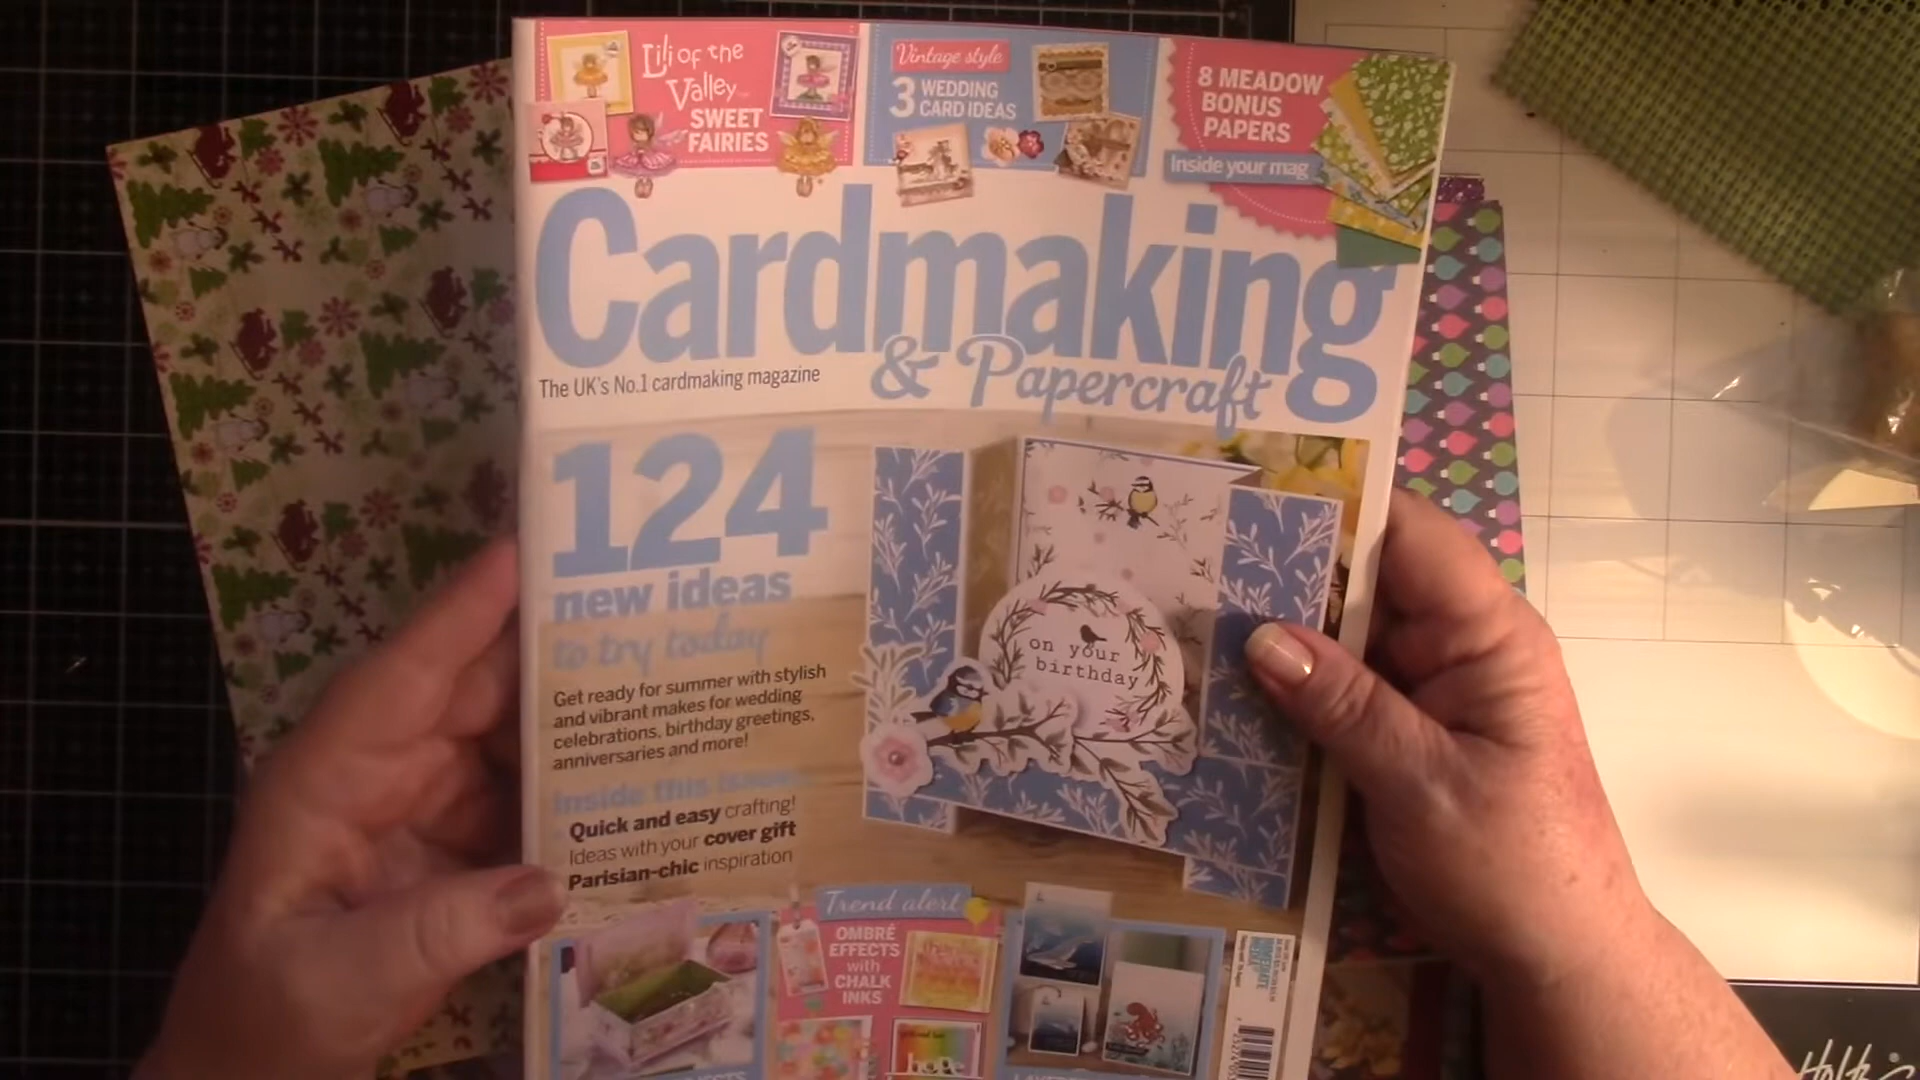 Lili of the
Valley
SWEET
FAIRIES
Vintage style
3 WEDDING
CARD IDEAS
8 MEADOW
BONUS
PAPERS
Inside your mag
Cardmaking
& Papercraft
The UK's No.1 cardmaking magazine
124
new ideas
to try today
Get ready for summer with stylish
and vibrant makes for wedding
celebrations, birthday greetings,
anniversaries and more!
Inside this issue
Quick and easy crafting!
Ideas with your cover gift
Parisian-chic inspiration
on your
birthday
Trend alert
OMBRÉ
EFFECTS
with
CHALK
INKS
hope